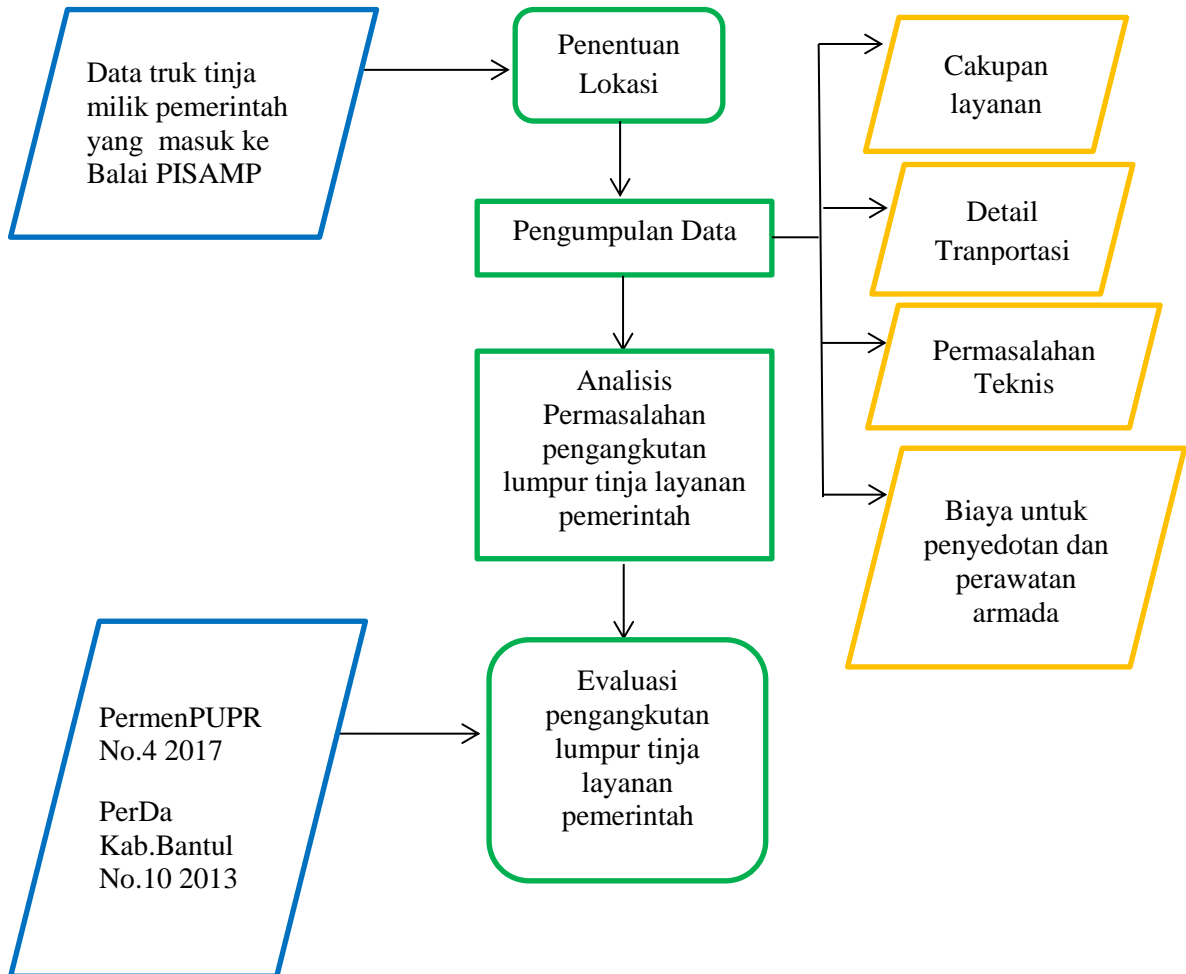 Data truk tinja
milik pemerintah
yang masuk ke
Balai PISAMP
Penentuan
Lokasi
Cakupan
layanan
Pengumpulan Data
Detail
Tranportasi
Permasalahan
Teknis
Biaya untuk
penyedotan dan
perawatan
armada
Analisis
Permasalahan
pengangkutan
lumpur tinja layanan
pemerintah
PermenPUPR
No.4 2017
PerDa
Kab.Bantul
No.10 2013
Evaluasi
pengangkutan
lumpur tinja
layanan
pemerintah